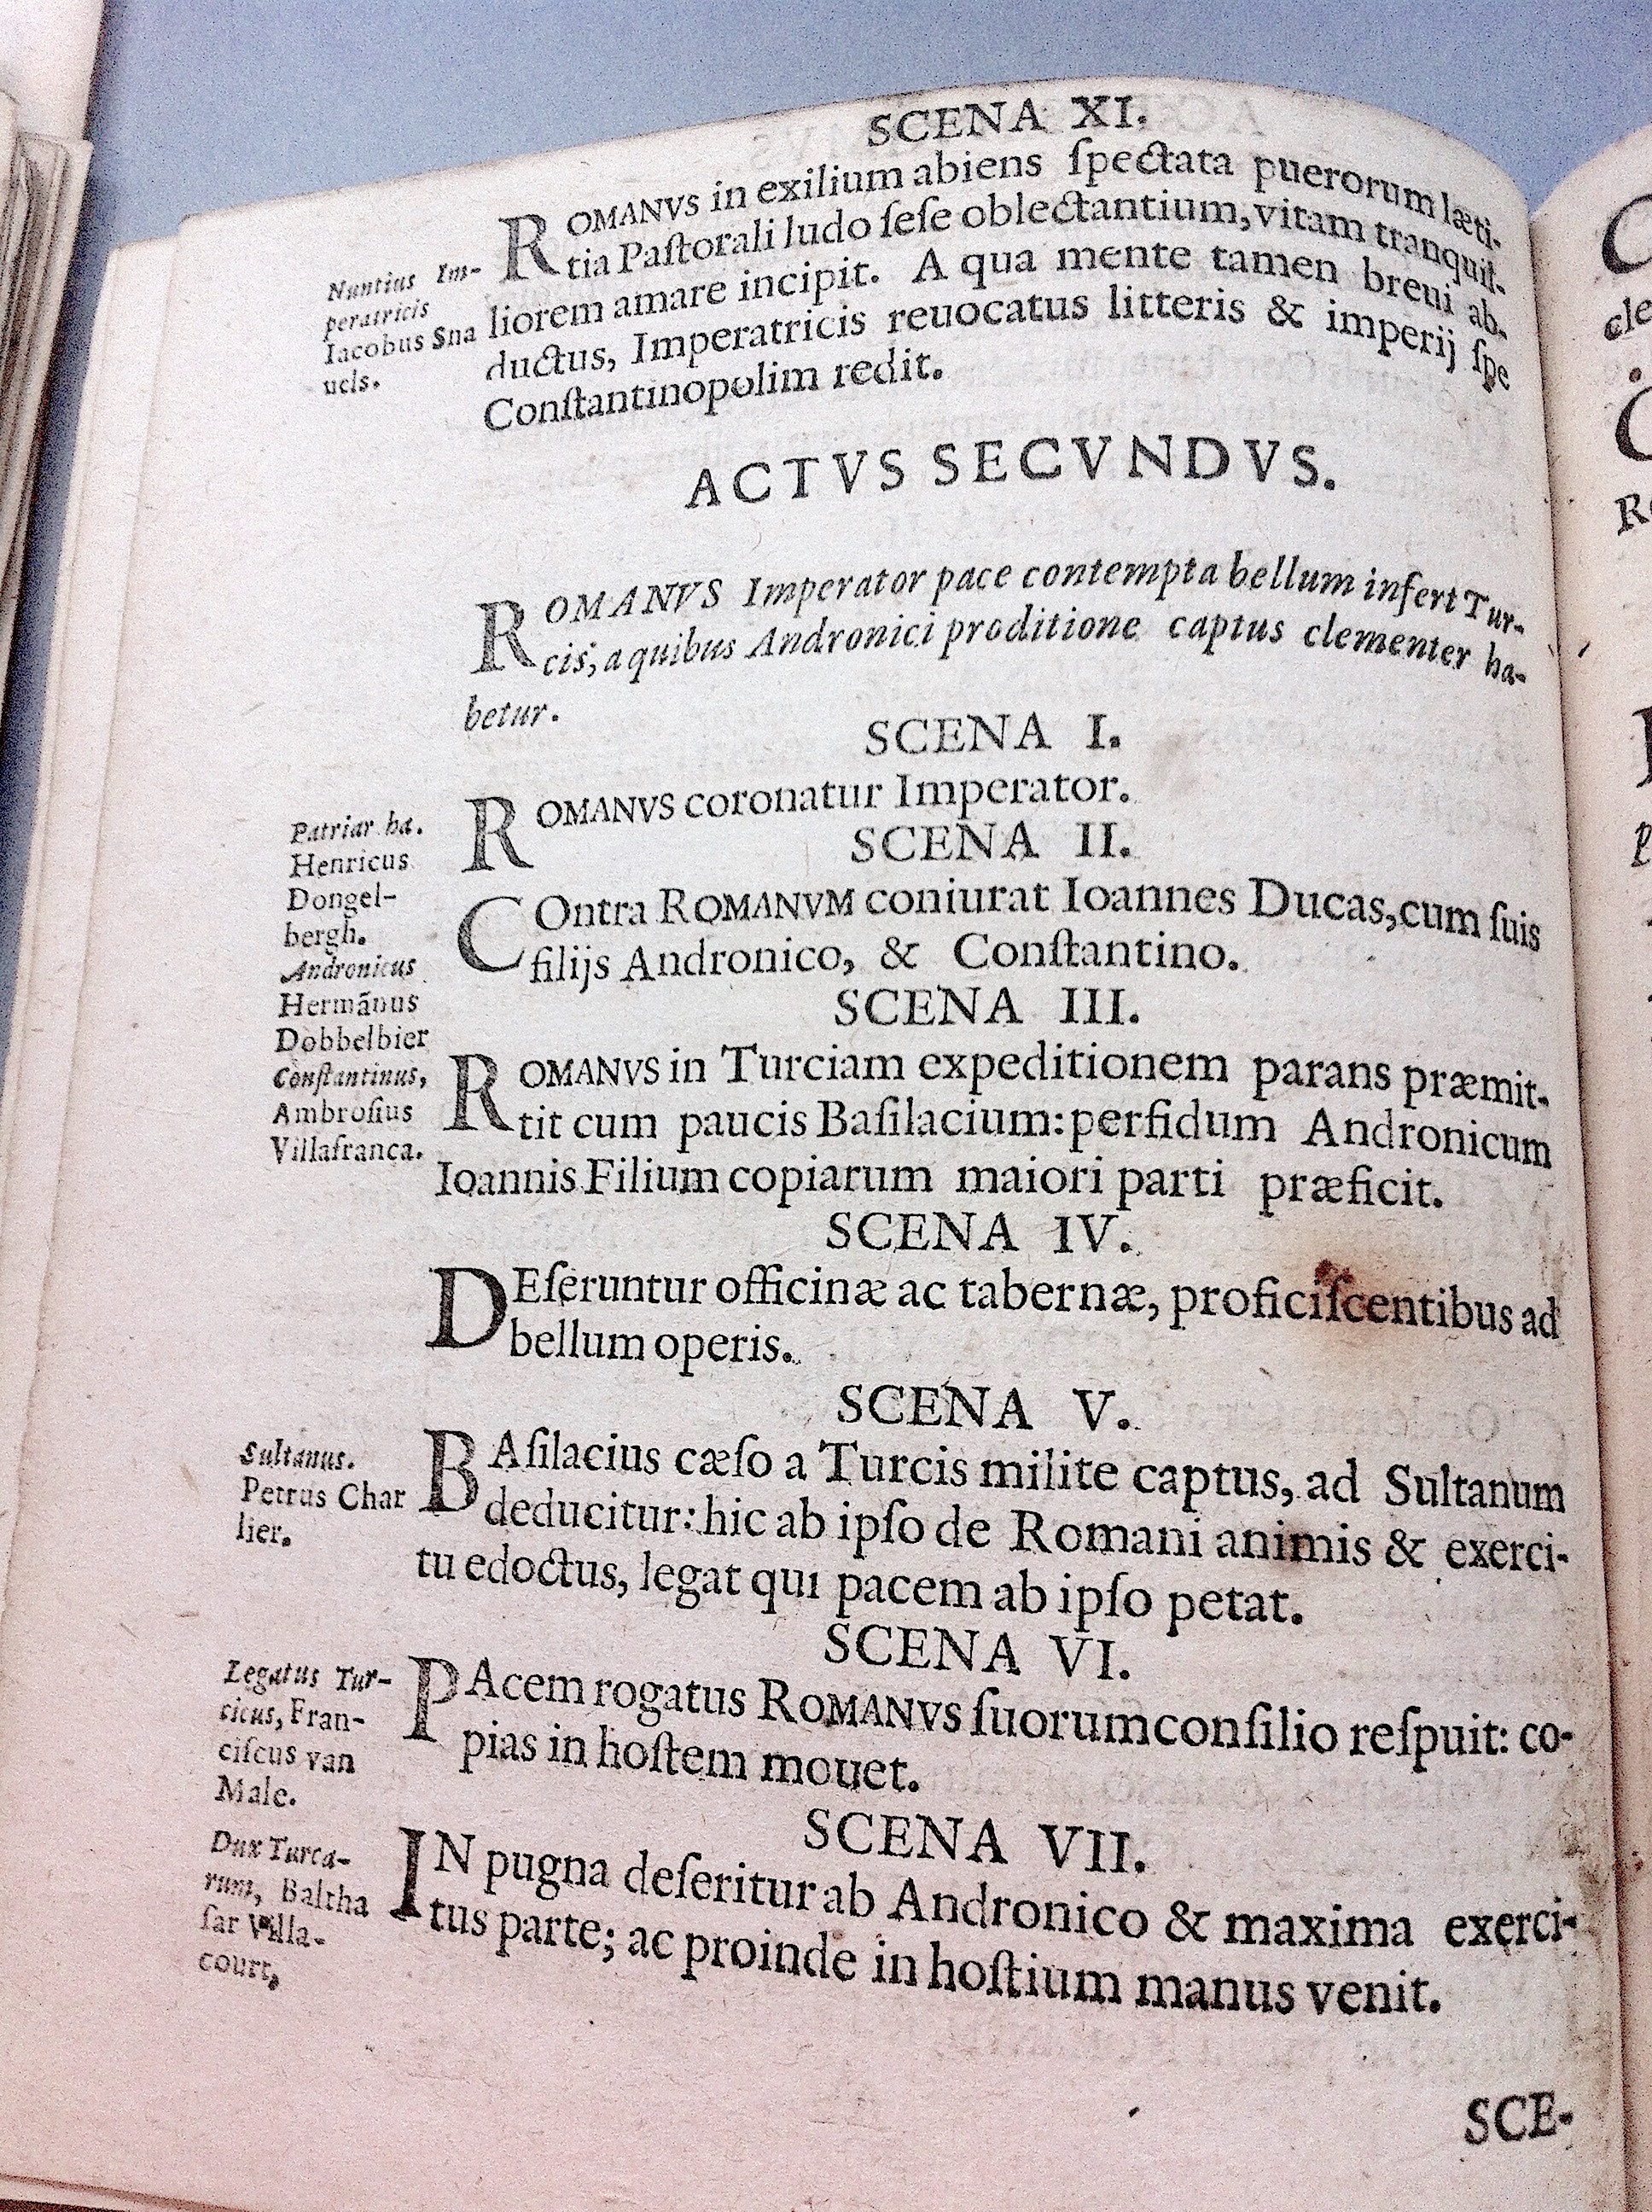 SCENA XI.
ROMANVS in exilium abiens ſpectata puerorum læti-
tia Paſtorali ludo ſeſe oblectantium, vitam tranquil-
liorem amare incipit. A qua mente tamen breui ab-
ductus, Imperatricis reuocatus litteris & imperij ſpe
Conſtantinopolim redit.
Nuntius Im-
peratricis
Iacobus Sna
uels.
ACTVS SECVNDVS.
ROMANVS Imperator pace contempta bellum infert Tur-
cis, a quibus Andronici proditione captus clementer ha-
betur.
SCENA I.
ROMANVS coronatur Imperator.
SCENA II.
COntra ROMANVM coniurat Ioannes Ducas, cum ſuis
filijs Andronico, & Conſtantino.
Patriar ha.
Henricus
Dongel-
bergh.
Andronicus
Hermãnus
Dobbelbier
Conſtantinus,
Ambroſius
Villafranca.
SCENA III.
ROMANVS in Turciam expeditionem parans præmit-
tit cum paucis Baſilacium: perfidum Andronicum
Ioannis Filium copiarum maiori parti præficit.
SCENA IV.
DEſeruntur officinæ ac tabernæ, proficiſcentibus ad
bellum operis.
SCENA V.
BAſilacius cæſo a Turcis milite captus, ad Sultanum
deducitur: hic ab ipſo de Romani animis & exerci-
tu edoctus, legat qui pacem ab ipſo petat.
Sultanus.
Petrus Char
lier.
SCENA VI.
PAcem rogatus ROMANVS ſuorum conſilio reſpuit: co-
pias in hoſtem mouet.
Legatus Tur-
cicus, Fran-
ciſcus van
Male.
SCENA VII.
IN pugna deſeritur ab Andronico & maxima exerci-
tus parte; ac proinde in hoſtium manus venit.
Dux Turca-
rum, Baltha
ſar Villa-
court,
SCE-